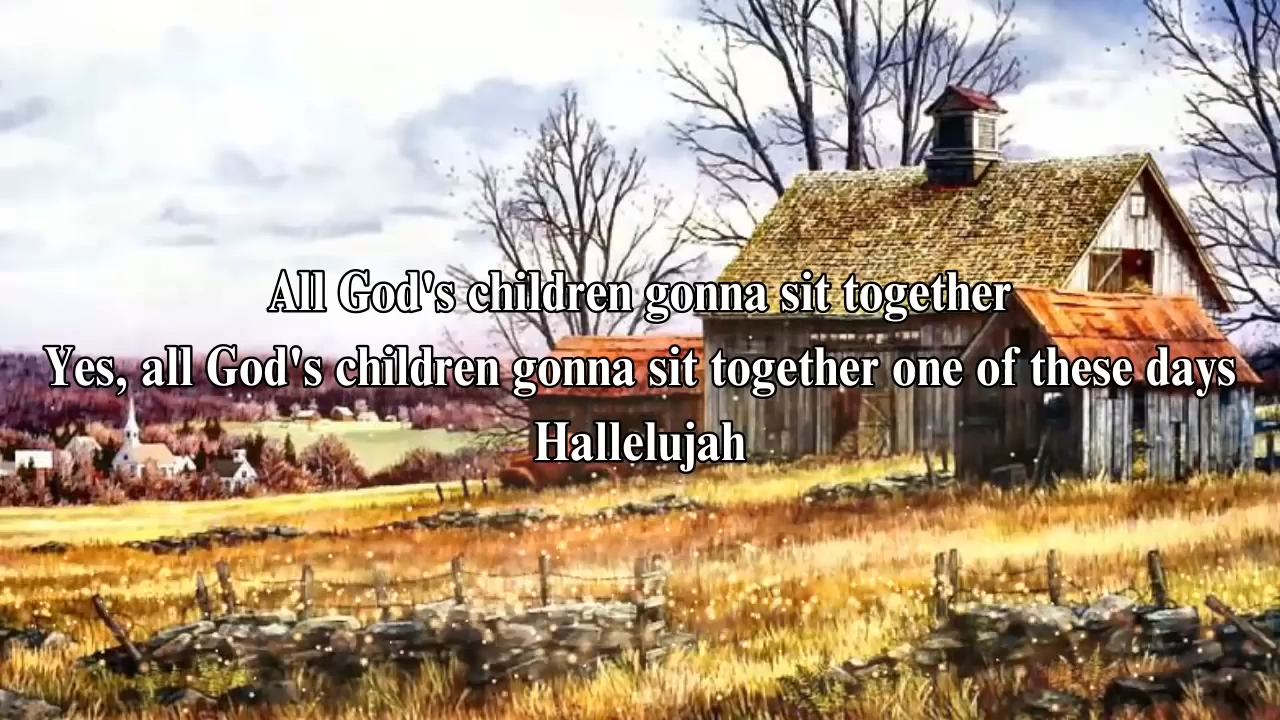 All God's children gonna sit together
Yes, all God's children gonna sit together one of these days
Hallelujah